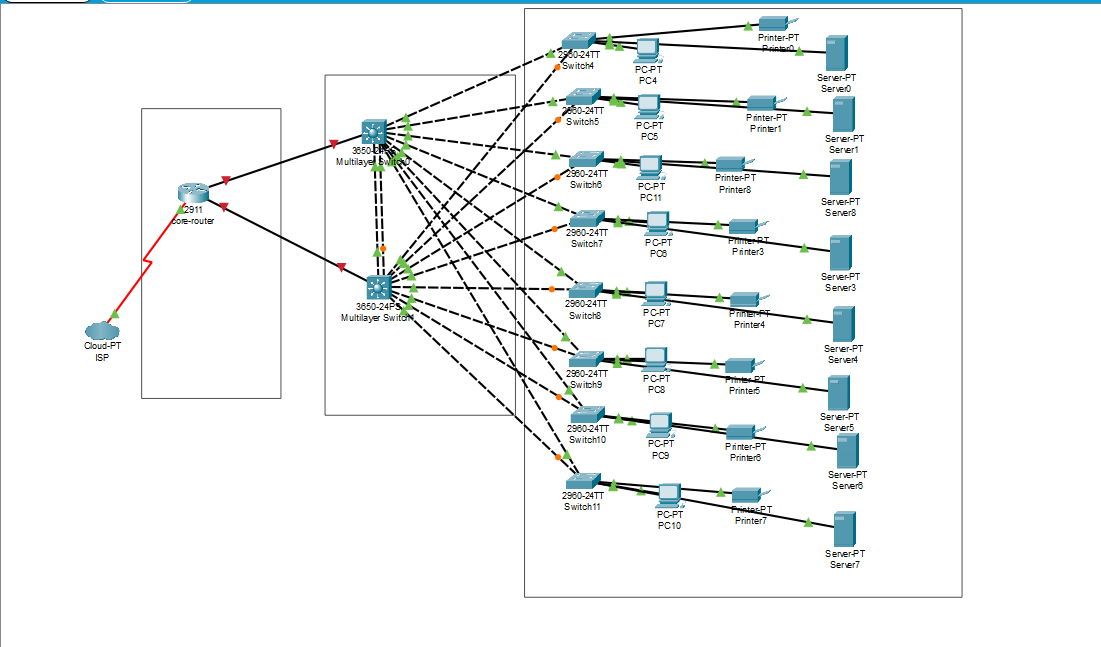 2911
core-router
Cloud-PT
ISP
3650-24PS
Multilayer Switch0
3650-24PS
Multilayer Switch1
2960-24TT
Switch4
PC-PT
PC4
Printer-PT
Printer0
Server-PT
Server0
2960-24TT
Switch5
PC-PT
PC5
Printer-PT
Printer1
Server-PT
Server1
2960-24TT
Switch6
PC-PT
PC11
Printer-PT
Printer8
Server-PT
Server8
2960-24TT
Switch7
PC-PT
PC6
Printer-PT
Printer3
Server-PT
Server3
2960-24TT
Switch8
PC-PT
PC7
Printer-PT
Printer4
Server-PT
Server4
2960-24TT
Switch9
PC-PT
PC8
Printer-PT
Printer5
Server-PT
Server5
2960-24TT
Switch10
PC-PT
PC9
Printer-PT
Printer6
Server-PT
Server6
2960-24TT
Switch11
PC-PT
PC10
Printer-PT
Printer7
Server-PT
Server7